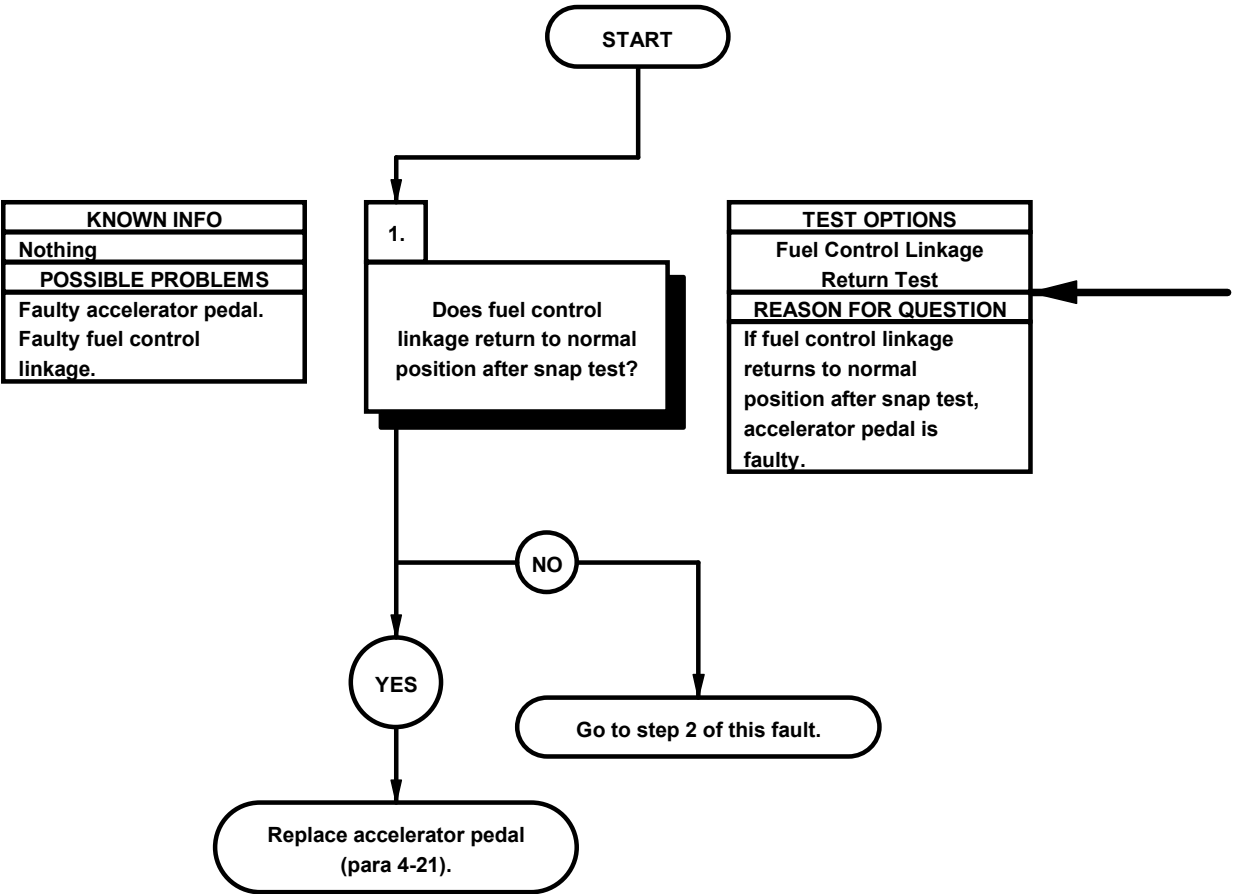 START
KNOWN INFO
Nothing
POSSIBLE PROBLEMS
Faulty accelerator pedal.
Faulty fuel control
linkage.
1.
Does fuel control
linkage return to normal
position after snap test?
TEST OPTIONS
Fuel Control Linkage
Return Test
REASON FOR QUESTION
If fuel control linkage
returns to normal
position after snap test,
accelerator pedal is
faulty.
NO
YES
Go to step 2 of this fault.
Replace accelerator pedal
(para 4-21).